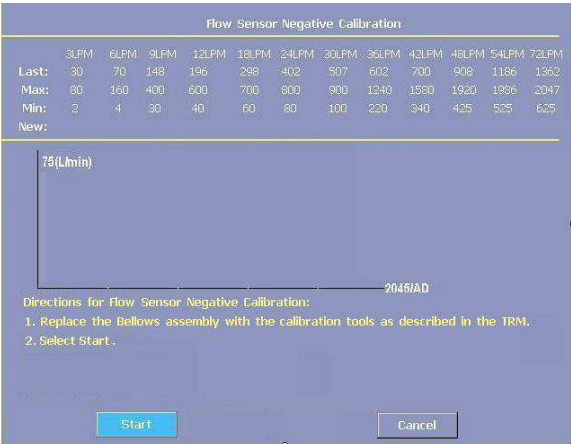 Flow Sensor Negative Calibration
3LPM 6LPM 9LPM 12LPM 18LPM 24LPM 30LPM 36LPM 42LPM 48LPM 54LPM 72LPM
Last: 30 70 148 196 298 402 507 602 700 908 1186 1362
Max: 80 160 400 600 700 800 900 1240 1580 1920 1986 2047
Min: 2 4 30 40 60 80 100 220 340 425 525 625
New:
75(L/min)
2045/AD
Directions for Flow Sensor Negative Calibration:
1. Replace the Bellows assembly with the calibration tools as described in the TRM.
2. Select Start.
Start Cancel